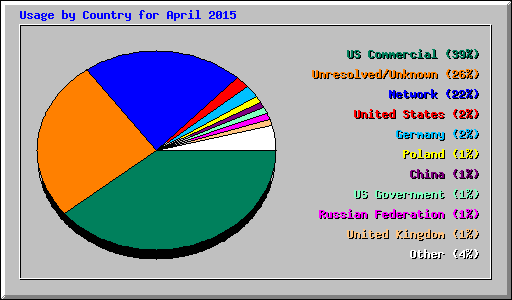 Usage by Country for April 2015
US Commercial (39%)
Unresolved/Unknown (26%)
Network (22%)
United States (2%)
Germany (2%)
Poland (1%)
China (1%)
US Government (1%)
Russian Federation (1%)
United Kingdom (1%)
Other (4%)